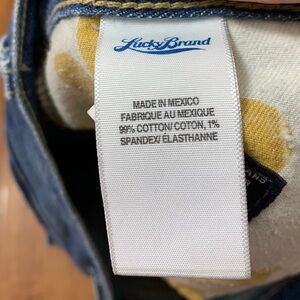 Lucky Brand
MADE IN MEXICO
FABRIQUE AU MEXIQUE
99% COTTON/ COTON, 1%
SPANDEX/ ELASTHANNE